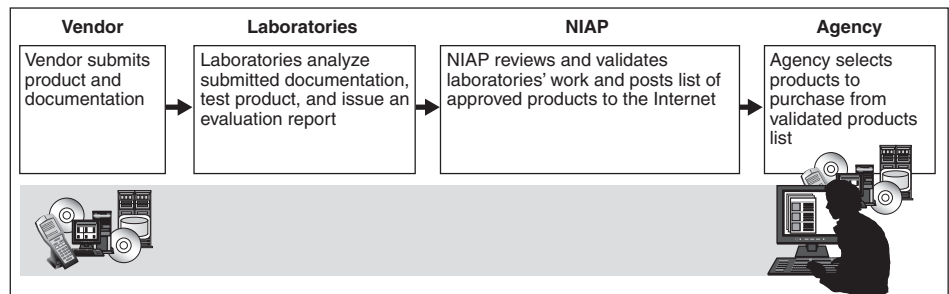 Vendor
Vendor submits
product and
documentation
Laboratories
Laboratories analyze
submitted documentation,
test product, and issue an
evaluation report
NIAP
NIAP reviews and validates
laboratories' work and posts list of
approved products to the Internet
Agency
Agency selects
products to
purchase from
validated products
list